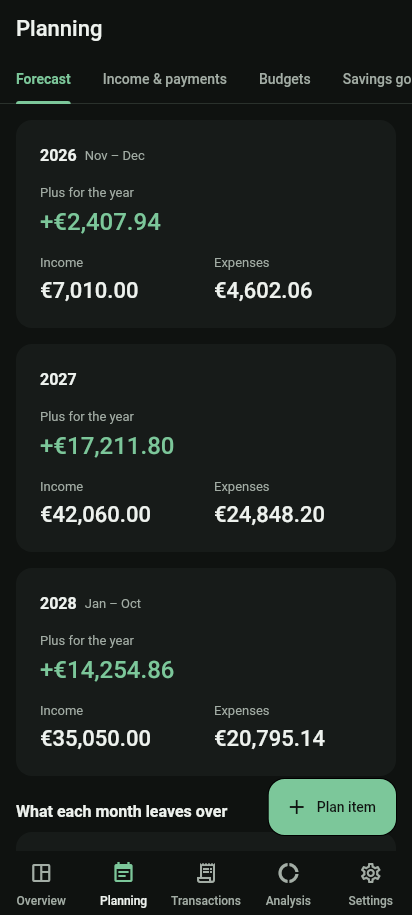 Planning
Forecast Income & payments Budgets Savings go
2026 Nov – Dec
Plus for the year
+€2,407.94
Income Expenses
€7,010.00 €4,602.06
2027
Plus for the year
+€17,211.80
Income Expenses
€42,060.00 €24,848.20
2028 Jan – Oct
Plus for the year
+€14,254.86
Income Expenses
€35,050.00 €20,795.14
What each month leaves over
Plan item
Overview Planning Transactions Analysis Settings